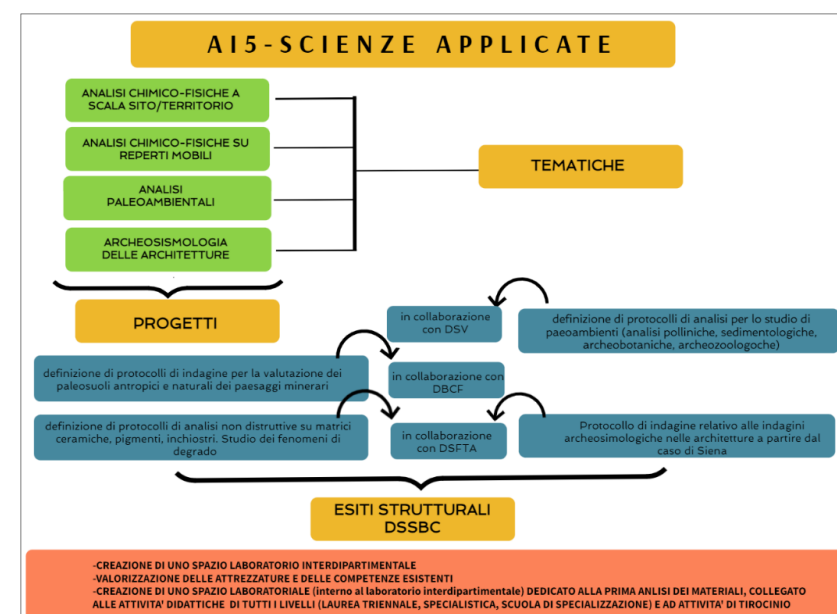 AI5-SCIENZE APPLICATE
ANALISI CHIMICO-FISICHE A
SCALA SITO/TERRITORIO
ANALISI CHIMICO-FISICHE SU
REPERTI MOBILI
ANALISI
PALEOAMBIENTALI
ARCHEOSISMOLOGIA
DELLE ARCHITETTURE
TEMATICHE
PROGETTI
in collaborazione
con DSV
definizione di protocolli di analisi per lo studio di
paeoambienti (analisi polliniche, sedimentologiche,
archeobotaniche, archeozoologoche)
definizione di protocolli di indagine per la valutazione dei
paleosuoli antropici e naturali dei paesaggi minerari
in collaborazione con
DBCF
definizione di protocolli di analisi non distruttive su matrici
ceramiche, pigmenti, inchiostri. Studio dei fenomeni di
degrado
in collaborazione
con DSFTA
Protocollo di indagine relativo alle indagini
archeosimologiche nelle architetture a partire dal
caso di Siena
ESITI STRUTTURALI
DSSBC
-CREAZIONE DI UNO SPAZIO LABORATORIO INTERDIPARTIMENTALE
-VALORIZZAZIONE DELLE ATTREZZATURE E DELLE COMPETENZE ESISTENTI
-CREAZIONE DI UNO SPAZIO LABORATORIALE (interno al laboratorio interdipartimentale) DEDICATO ALLA PRIMA ANLISI DEI MATERIALI, COLLEGATO
ALLE ATTIVITA' DIDATTICHE DI TUTTI I LIVELLI (LAUREA TRIENNALE, SPECIALISTICA, SCUOLA DI SPECIALIZZAZIONE) E AD ATTIVITA' DI TIROCINIO